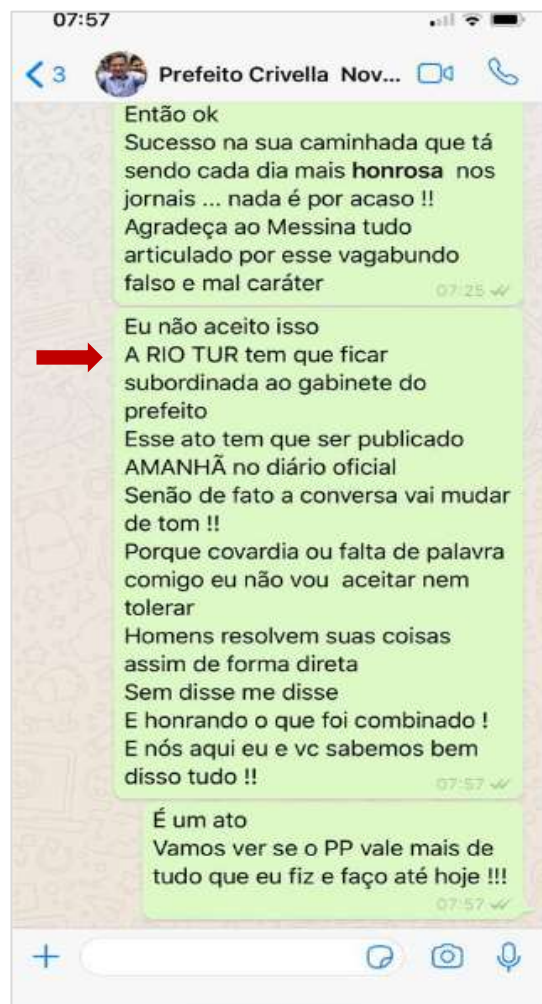 07:57
3 Prefeito Crivella Nov...
Então ok
Sucesso na sua caminhada que tá
sendo cada dia mais honrosa nos
jornais ... nada é por acaso !!
Agradeça ao Messina tudo
articulado por esse vagabundo
falso e mal caráter
07:25
Eu não aceito isso
A RIO TUR tem que ficar
subordinada ao gabinete do
prefeito
Esse ato tem que ser publicado
AMANHÃ no diário oficial
Senão de fato a conversa vai mudar
de tom !!
Porque covardia ou falta de palavra
comigo eu não vou aceitar nem
tolerar
Homens resolvem suas coisas
assim de forma direta
Sem disse me disse
E honrando o que foi combinado !
E nós aqui eu e vc sabemos bem
disso tudo !!
07:57
É um ato
Vamos ver se o PP vale mais de
tudo que eu fiz e faço até hoje !!!
07:57